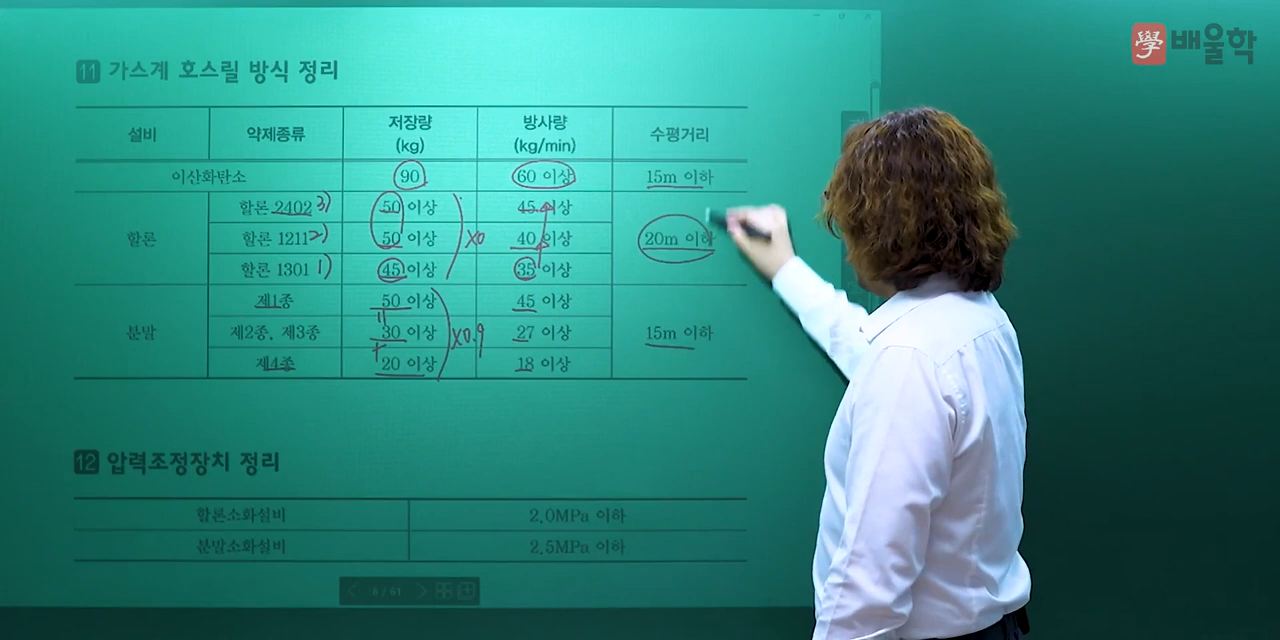 學 배울학
11 가스계 호스릴 방식 정리
설비 약제종류 저장량 (kg) 방사량 (kg/min) 수평거리
이산화탄소 90 60 이상 15m 이하
할론 할론 2402 3) 50 이상 45 이상 20m 이하
할론 1211 2) 50 이상 40 이상
할론 1301 1) 45 이상 35 이상
X0
분말 제1종 50 이상 45 이상 15m 이하
제2종, 제3종 30 이상 27 이상
제4종 20 이상 18 이상
X0.9
12 압력조정장치 정리
할론소화설비 2.0MPa 이하
분말소화설비 2.5MPa 이하
6 / 61